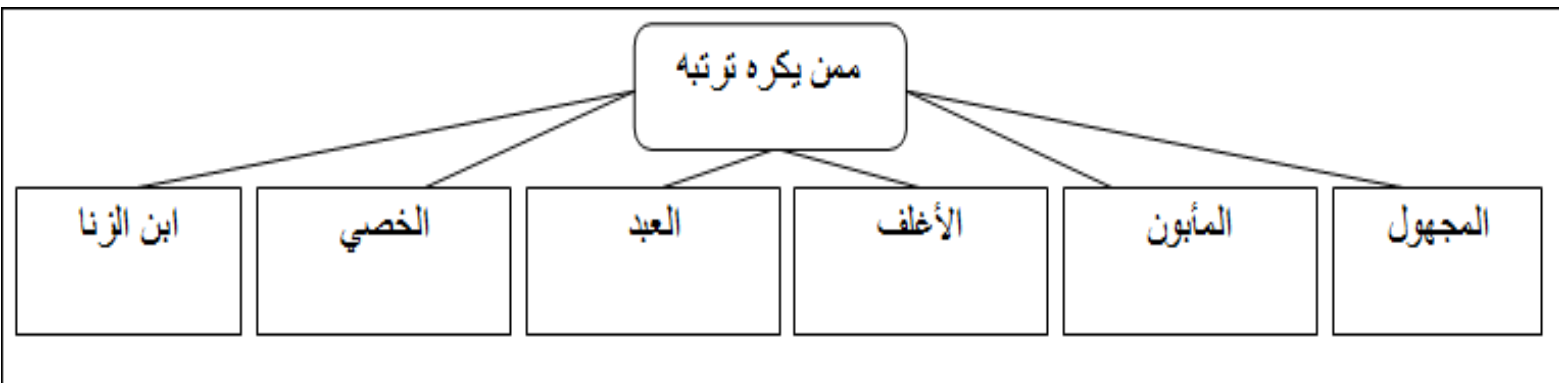 ممن يكره ترتبه
المجهول
المأبون
الأغلف
العبد
الخصي
ابن الزنا